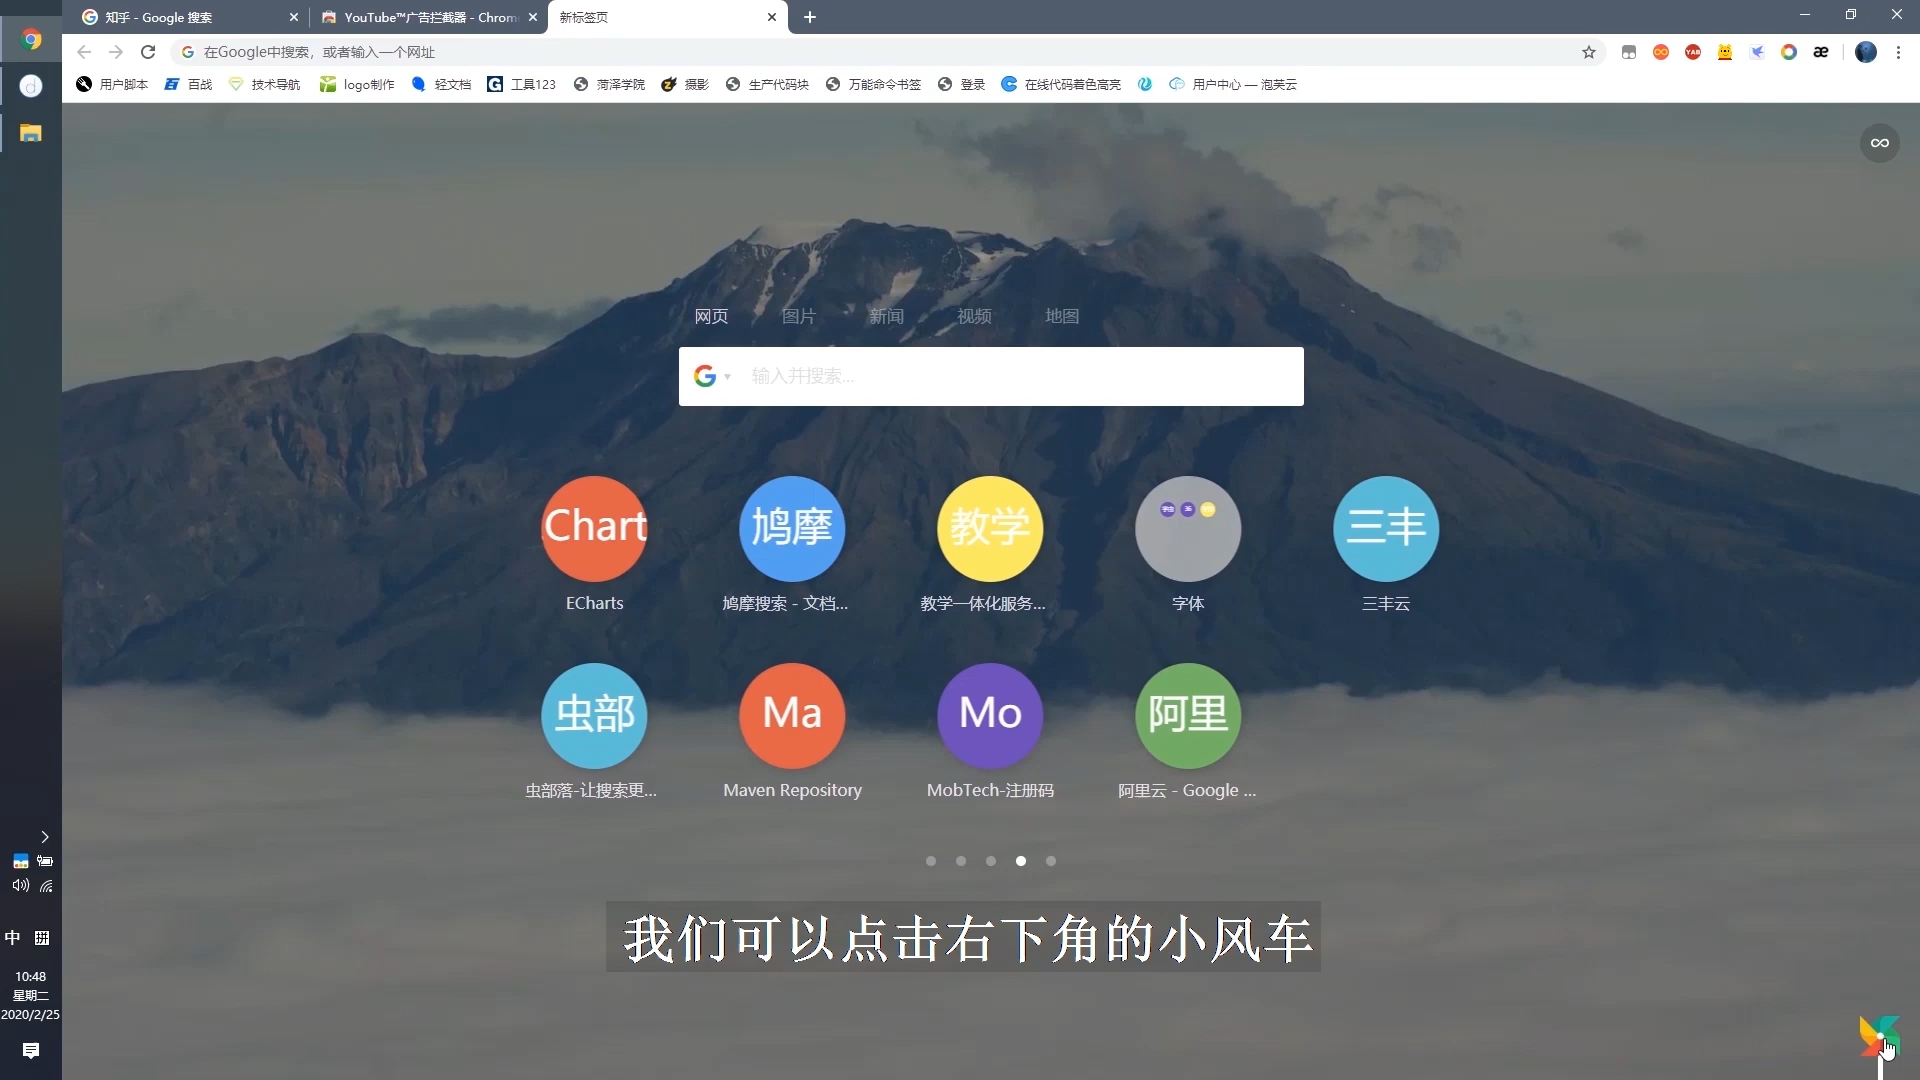 知乎 - Google 搜索
YouTube™广告拦截器 - Chrom
新标签页
在Google中搜索，或者输入一个网址
YAB
æ
用户脚本
百战
技术导航
logo制作
轻文档
工具123
菏泽学院
摄影
生产代码块
万能命令书签
登录
在线代码着色高亮
用户中心 — 泡芙云
网页
图片
新闻
视频
地图
输入并搜索...
Chart
鸠摩
教学
三丰
ECharts
鸠摩搜索 - 文档...
教学一体化服务...
字体
三丰云
虫部
Ma
Mo
阿里
虫部落-让搜索更...
Maven Repository
MobTech-注册码
阿里云 - Google ...
我们可以点击右下角的小风车
中 拼
10:48
星期二
2020/2/25